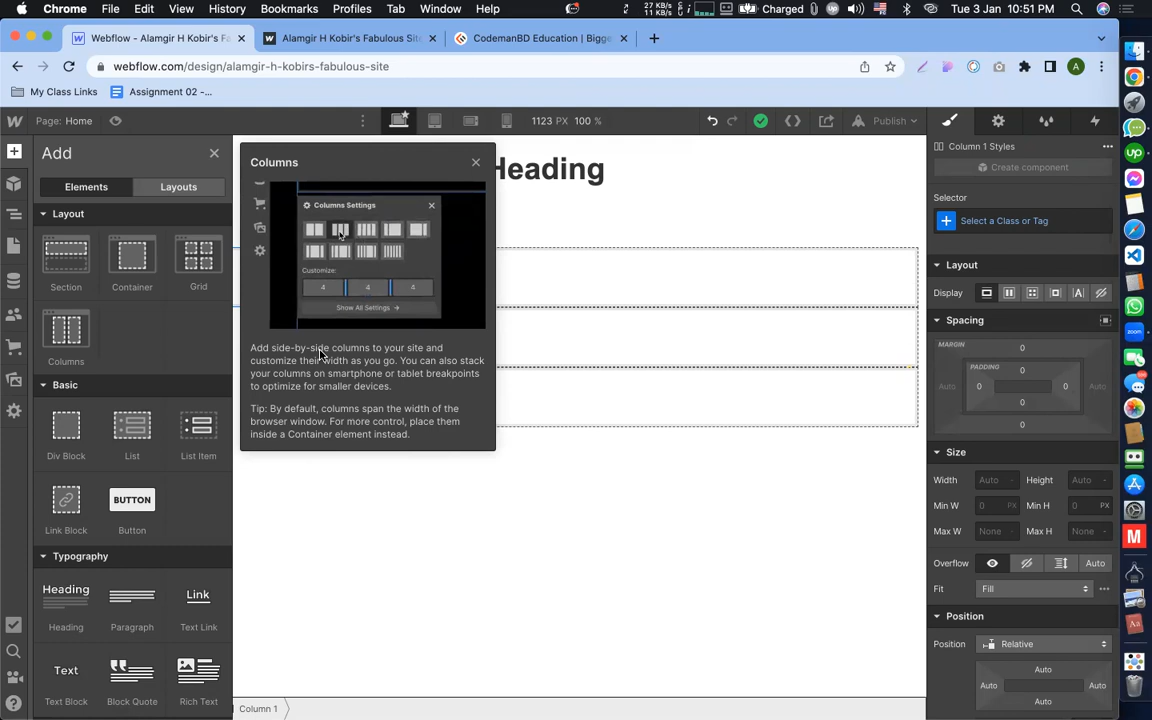 Chrome File Edit View History Bookmarks Profiles Tab Window Help 27 KB/s 11 KB/s Charged Tue 3 Jan 10:51 PM
Webflow - Alamgir H Kobir's Fa Alamgir H Kobir's Fabulous Sit CodemanBD Education | Bigge
webflow.com/design/alamgir-h-kobirs-fabulous-site A
My Class Links Assignment 02 -...
Page: Home 1123 PX 100 % Publish
Add
Elements Layouts
Layout
Section Container Grid
Columns
Basic
Div Block List List Item
BUTTON
Link Block Button
Typography
Heading Link
Heading Paragraph Text Link
Text
Text Block Block Quote Rich Text
Columns
Columns Settings
Customize:
4 4 4
Show All Settings →
Add side-by-side columns to your site and
customize their width as you go. You can also stack
your columns on smartphone or tablet breakpoints
to optimize for smaller devices.
Tip: By default, columns span the width of the
browser window. For more control, place them
inside a Container element instead.
Heading
Column 1
Column 1 Styles
Create component
Selector
Select a Class or Tag
Layout
Display
Spacing
MARGIN 0
PADDING 0
Auto 0 0 Auto
0
0
Size
Width Auto - Height Auto -
Min W 0 PX Min H 0 PX
Max W None - Max H None -
Overflow Auto
Fit Fill
Position
Position Relative
Auto
Auto Auto
Auto